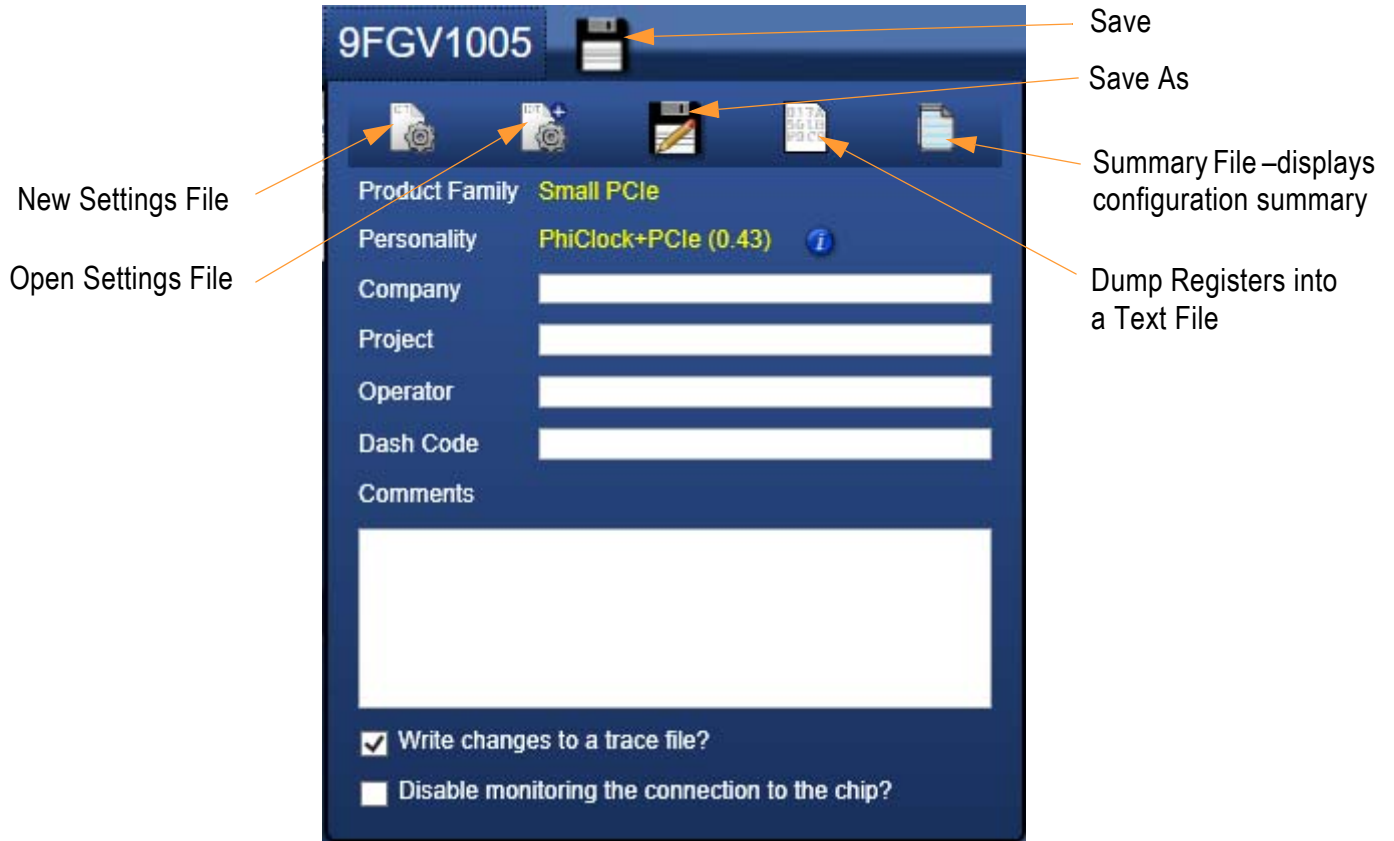 9FGV1005
Save
Save As
Summary File –displays
configuration summary
Dump Registers into
a Text File
New Settings File
Open Settings File
Product Family Small PCIe
Personality PhiClock+PCIe (0.43)
Company
Project
Operator
Dash Code
Comments
Write changes to a trace file?
Disable monitoring the connection to the chip?